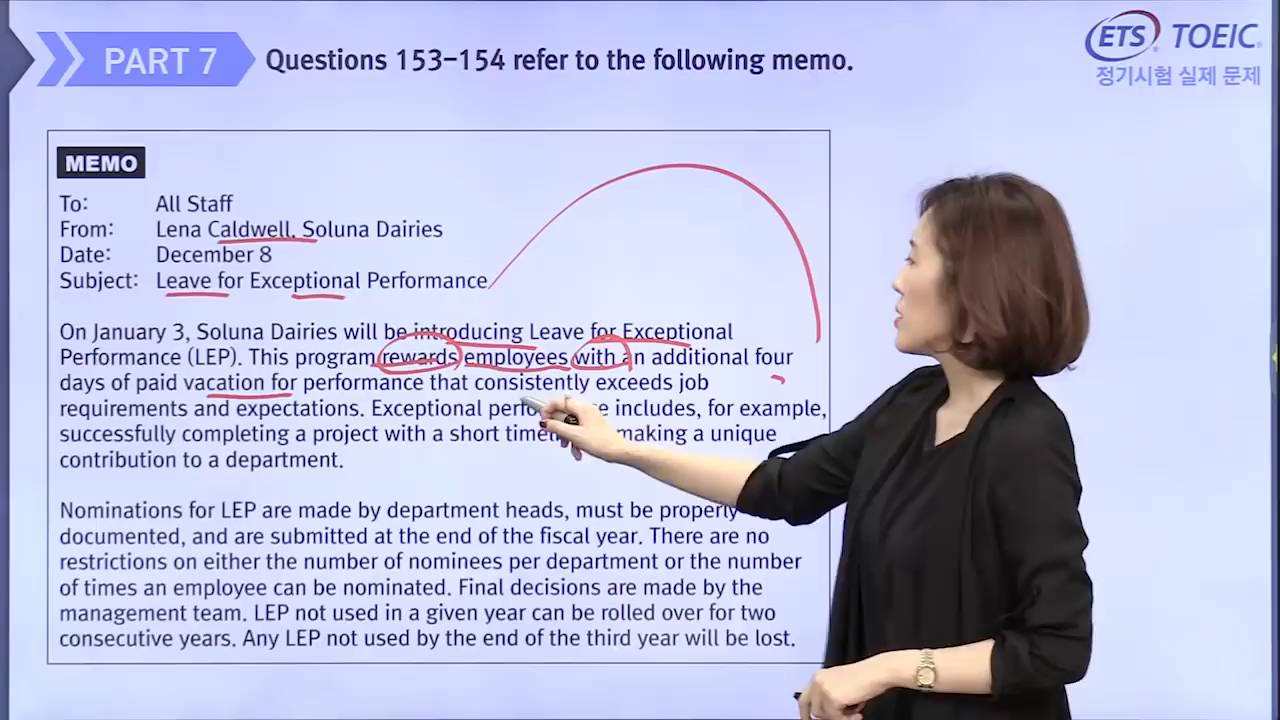 PART 7
Questions 153–154 refer to the following memo.
ETS® TOEIC®
정기시험 실제 문제
MEMO
To: All Staff
From: Lena Caldwell, Soluna Dairies
Date: December 8
Subject: Leave for Exceptional Performance
On January 3, Soluna Dairies will be introducing Leave for Exceptional
Performance (LEP). This program rewards employees with an additional four
days of paid vacation for performance that consistently exceeds job
requirements and expectations. Exceptional includes, for example,
successfully completing a project with a short making a unique
contribution to a department.
Nominations for LEP are made by department heads, must be properly
documented, and are submitted at the end of the fiscal year. There are no
restrictions on either the number of nominees per department or the number
of times an employee can be nominated. Final decisions are made by the
management team. LEP not used in a given year can be rolled over for two
consecutive years. Any LEP not used by the end of the third year will be lost.